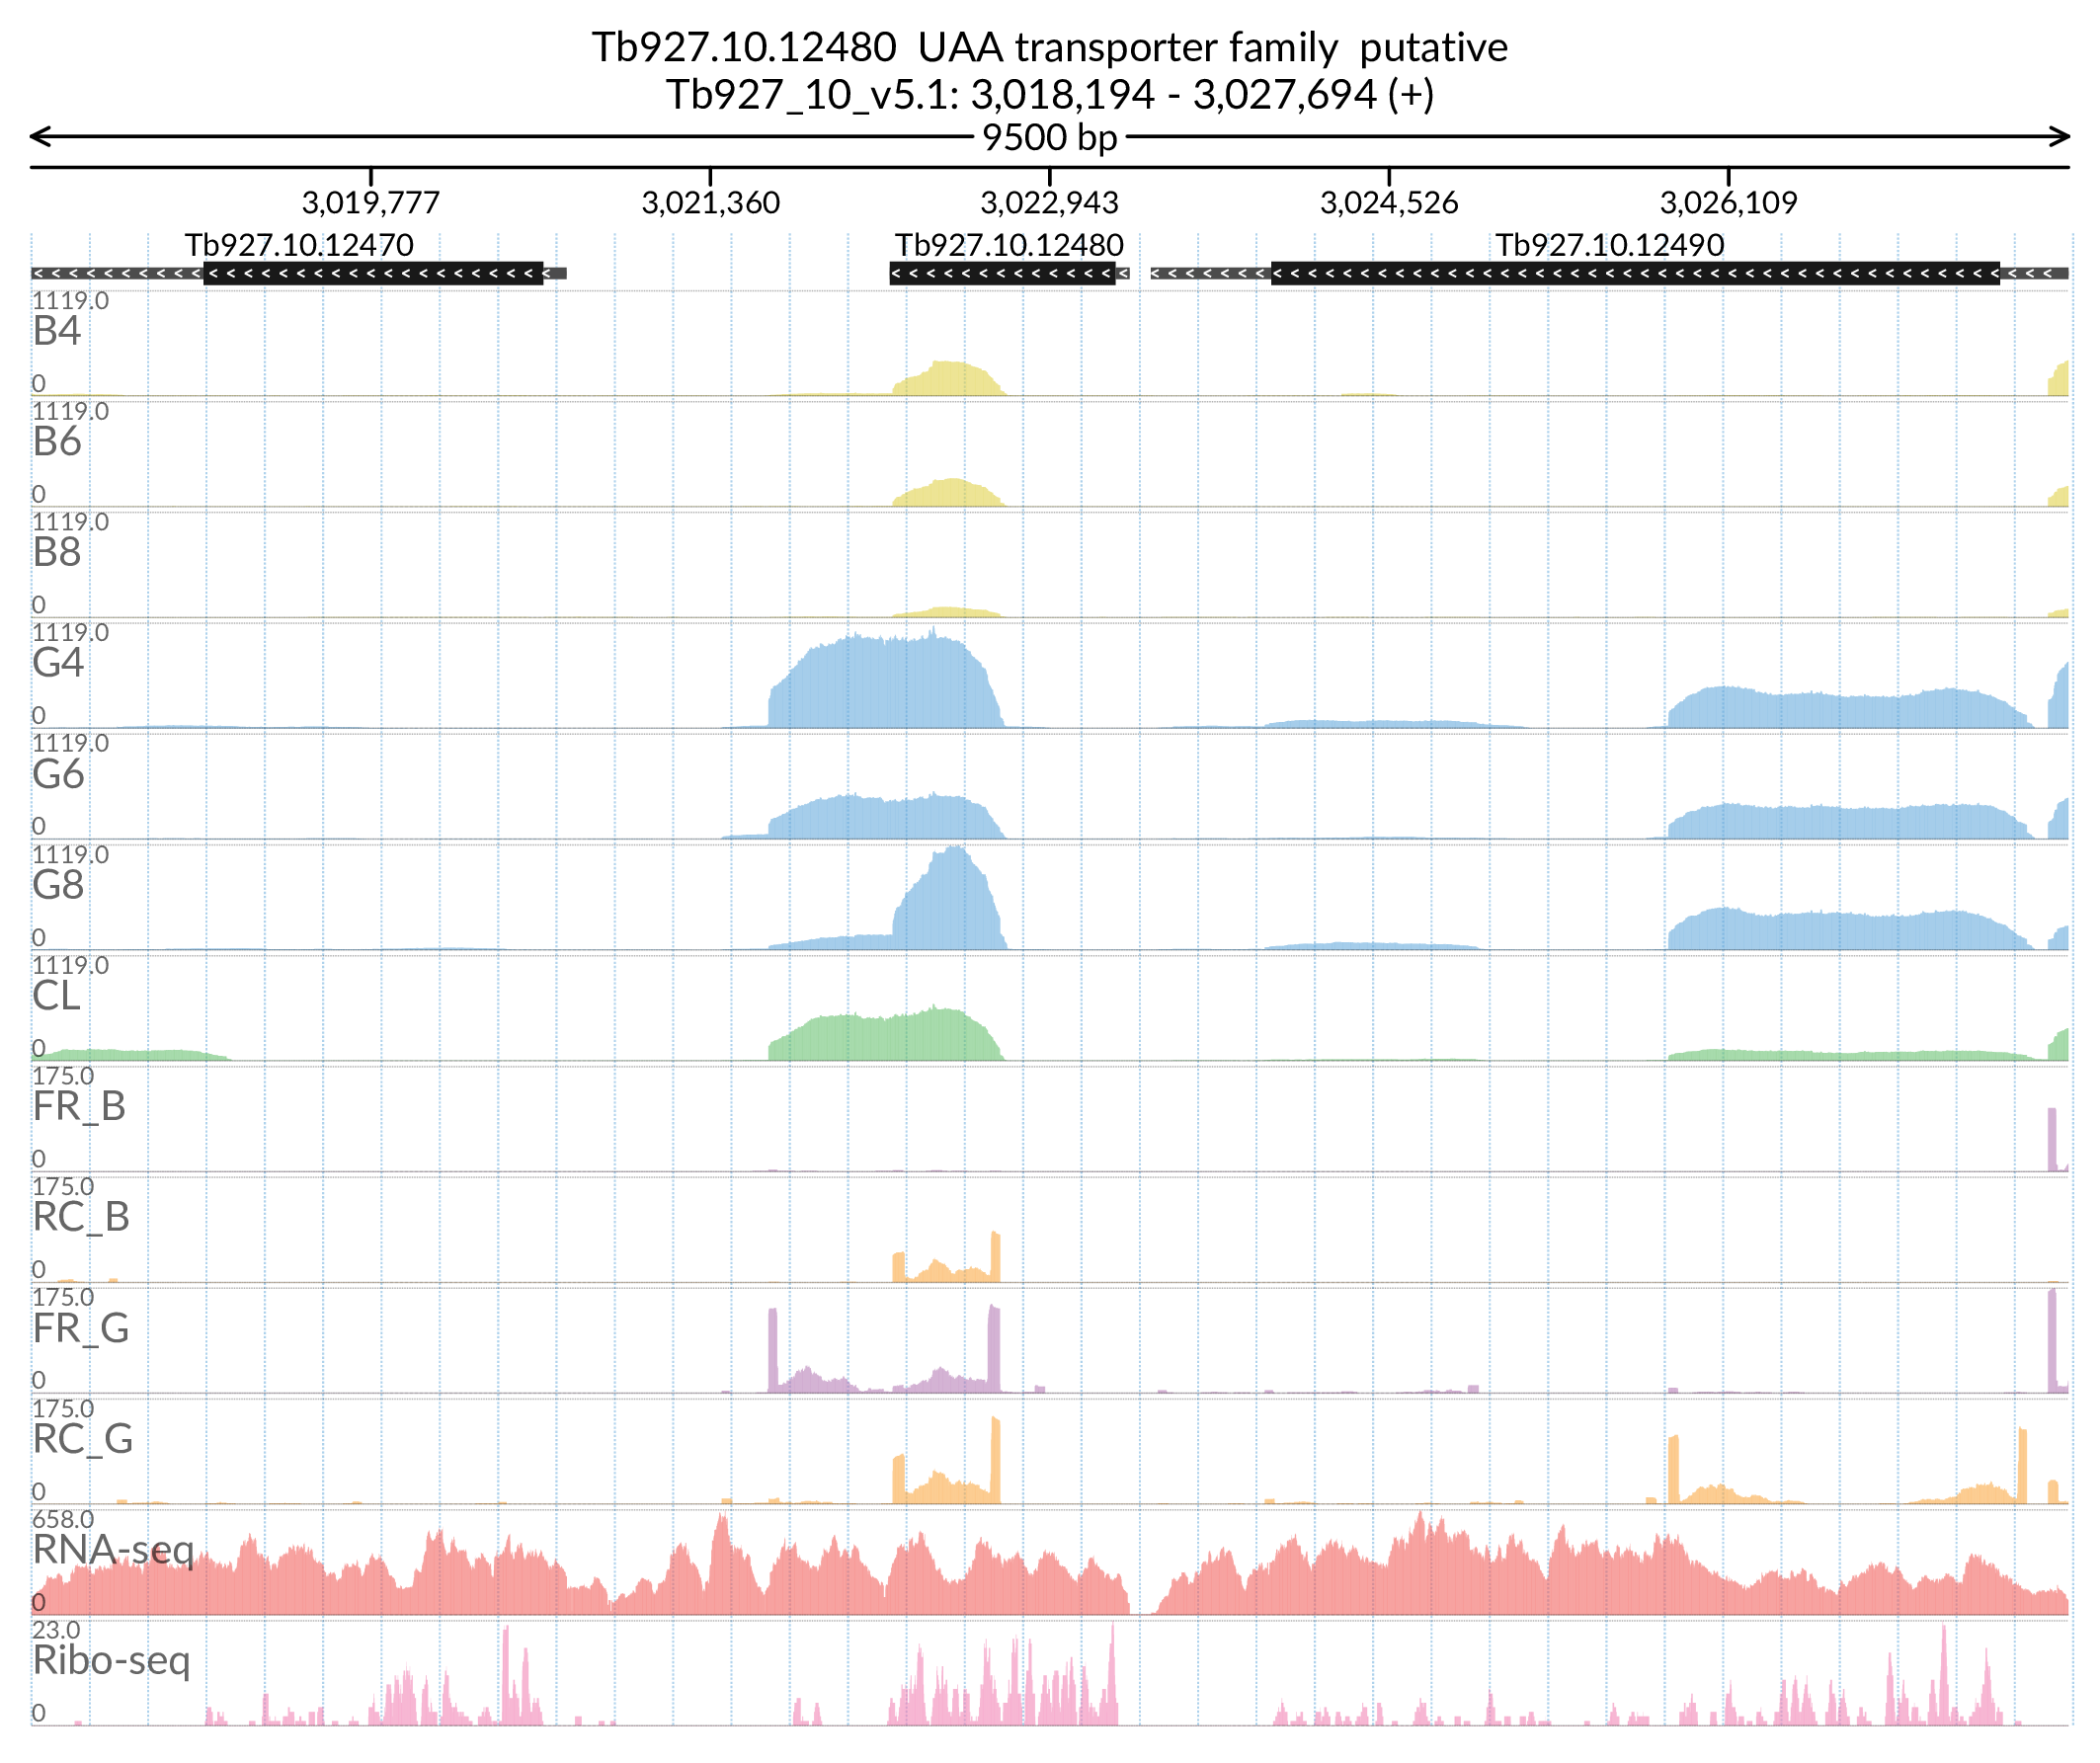 Tb927.10.12480  UAA transporter family  putative
Tb927_10_v5.1: 3,018,194 - 3,027,694 (+)
9500 bp
3,019,777 3,021,360 3,022,943 3,024,526 3,026,109
Tb927.10.12470 Tb927.10.12480 Tb927.10.12490
1119.0
B4
0
1119.0
B6
0
1119.0
B8
0
1119.0
G4
0
1119.0
G6
0
1119.0
G8
0
1119.0
CL
0
175.0
FR_B
0
175.0
RC_B
0
175.0
FR_G
0
175.0
RC_G
0
658.0
RNA-seq
0
23.0
Ribo-seq
0